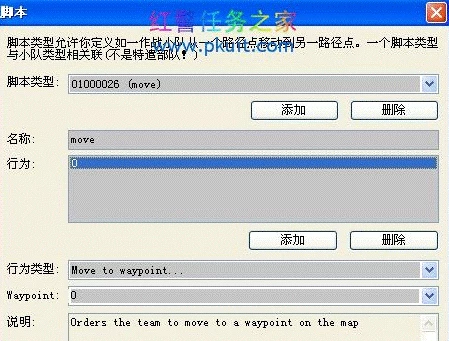 脚本
红警任务之家
脚本类型允许你定义如一作战小队从一个路径点移动到另一路径点。一个脚本类型
www.pkuft.com
与小队类型相关联(不是特遣部队！)
脚本类型: 01000026 (move)
添加 删除
名称: move
行为: 0
添加 删除
行为类型: Move to waypoint...
Waypoint: 0
说明: Orders the team to move to a waypoint on the map